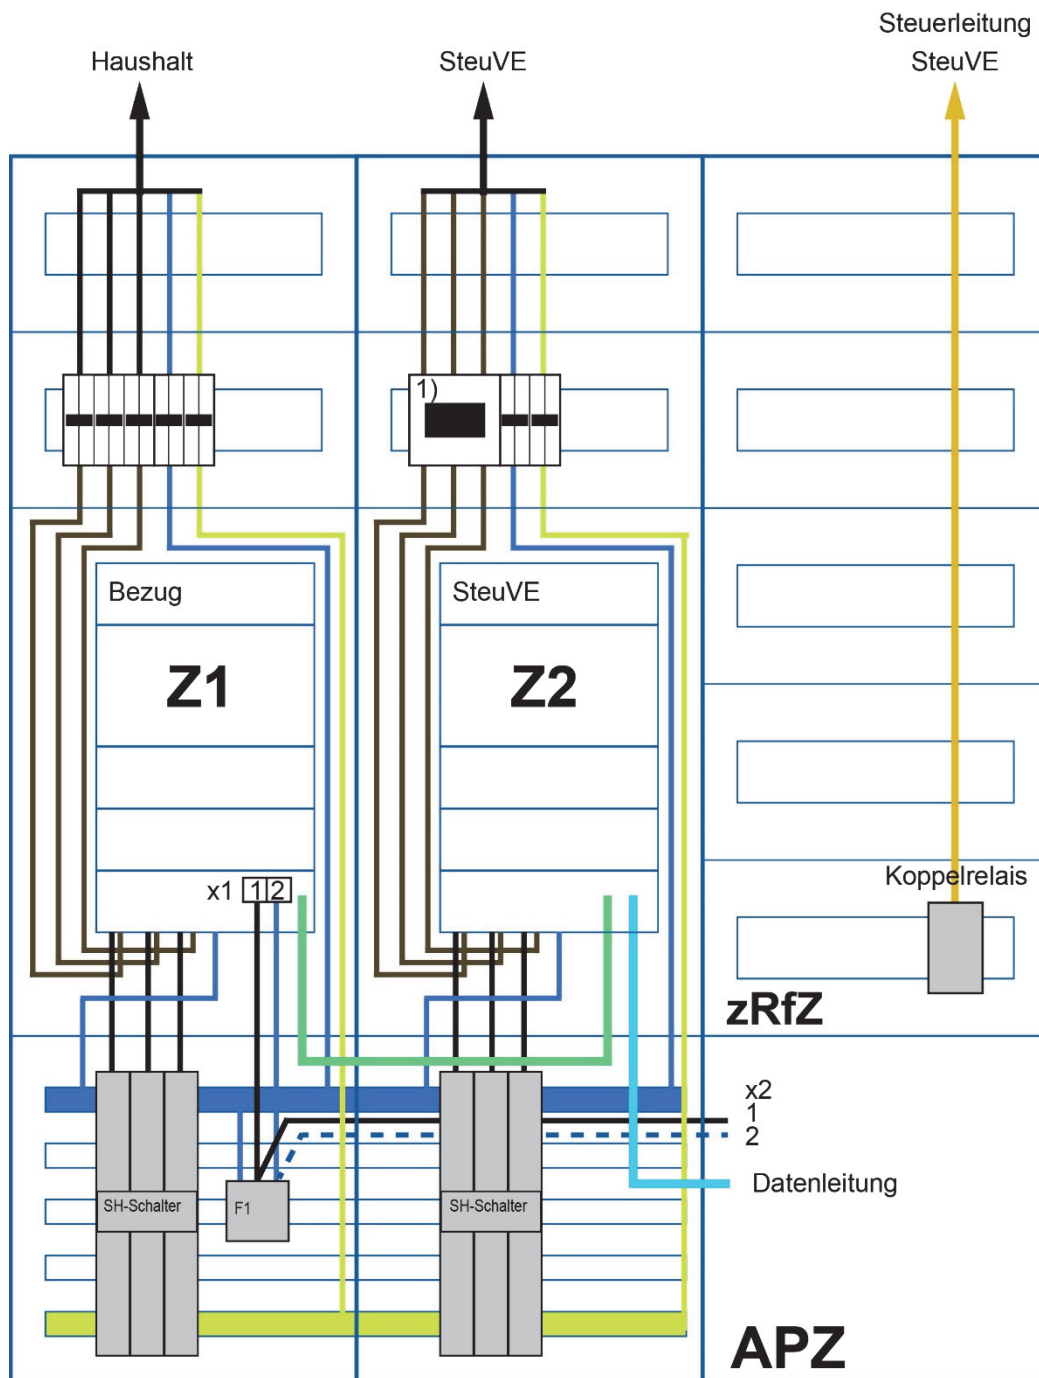 Steuerleitung
Haushalt
SteuVE
SteuVE
1)
Bezug
SteuVE
Z1
Z2
x1 1 2
Koppelrelais
zRfZ
x2
1
2
Datenleitung
SH-Schalter
F1
SH-Schalter
APZ